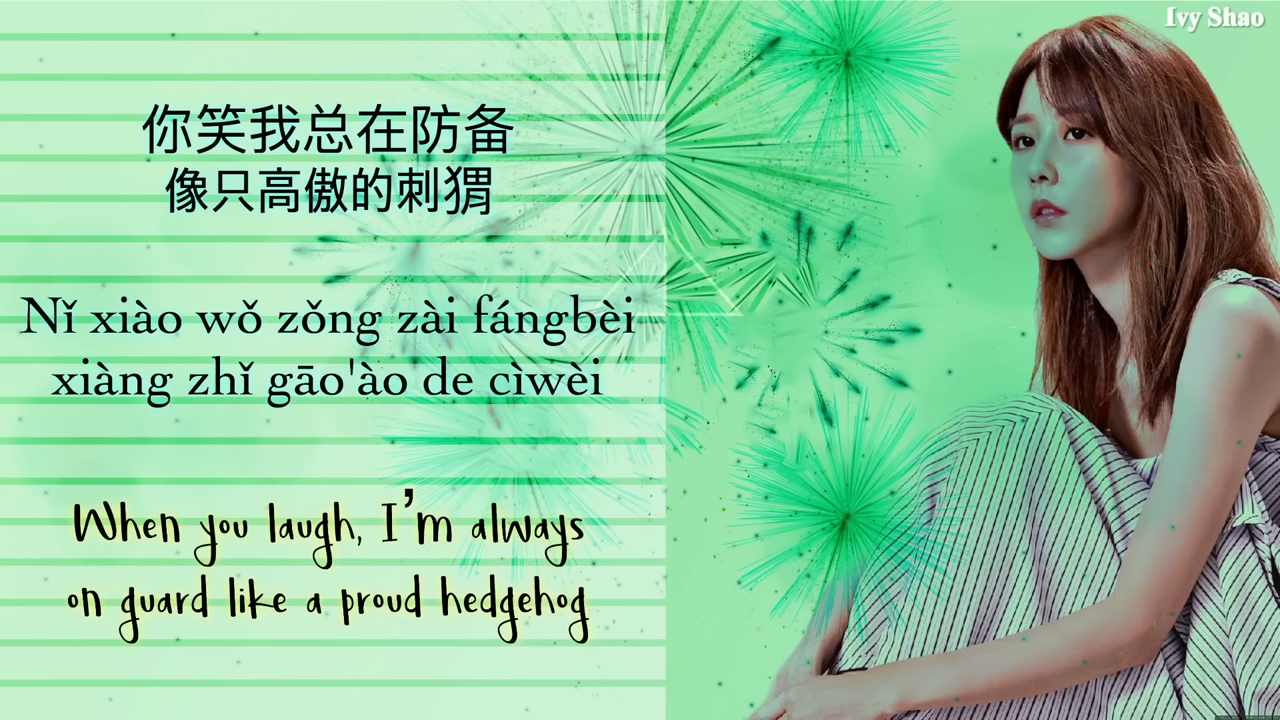 Ivy Shao
你笑我总在防备
像只高傲的刺猬
Nǐ xiào wǒ zǒng zài fángbèi
xiàng zhǐ gāo'ào de cìwèi
When you laugh, I'm always
on guard like a proud hedgehog